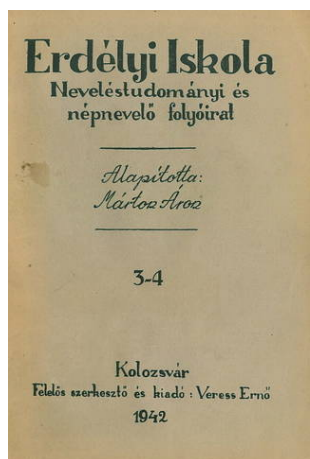 Erdélyi Iskola
Neveléstudományi és
népnevelő folyóirat
Alapította:
Márton Áron
3-4
Kolozsvár
Felelős szerkesztő és kiadó: Veress Ernő
1942